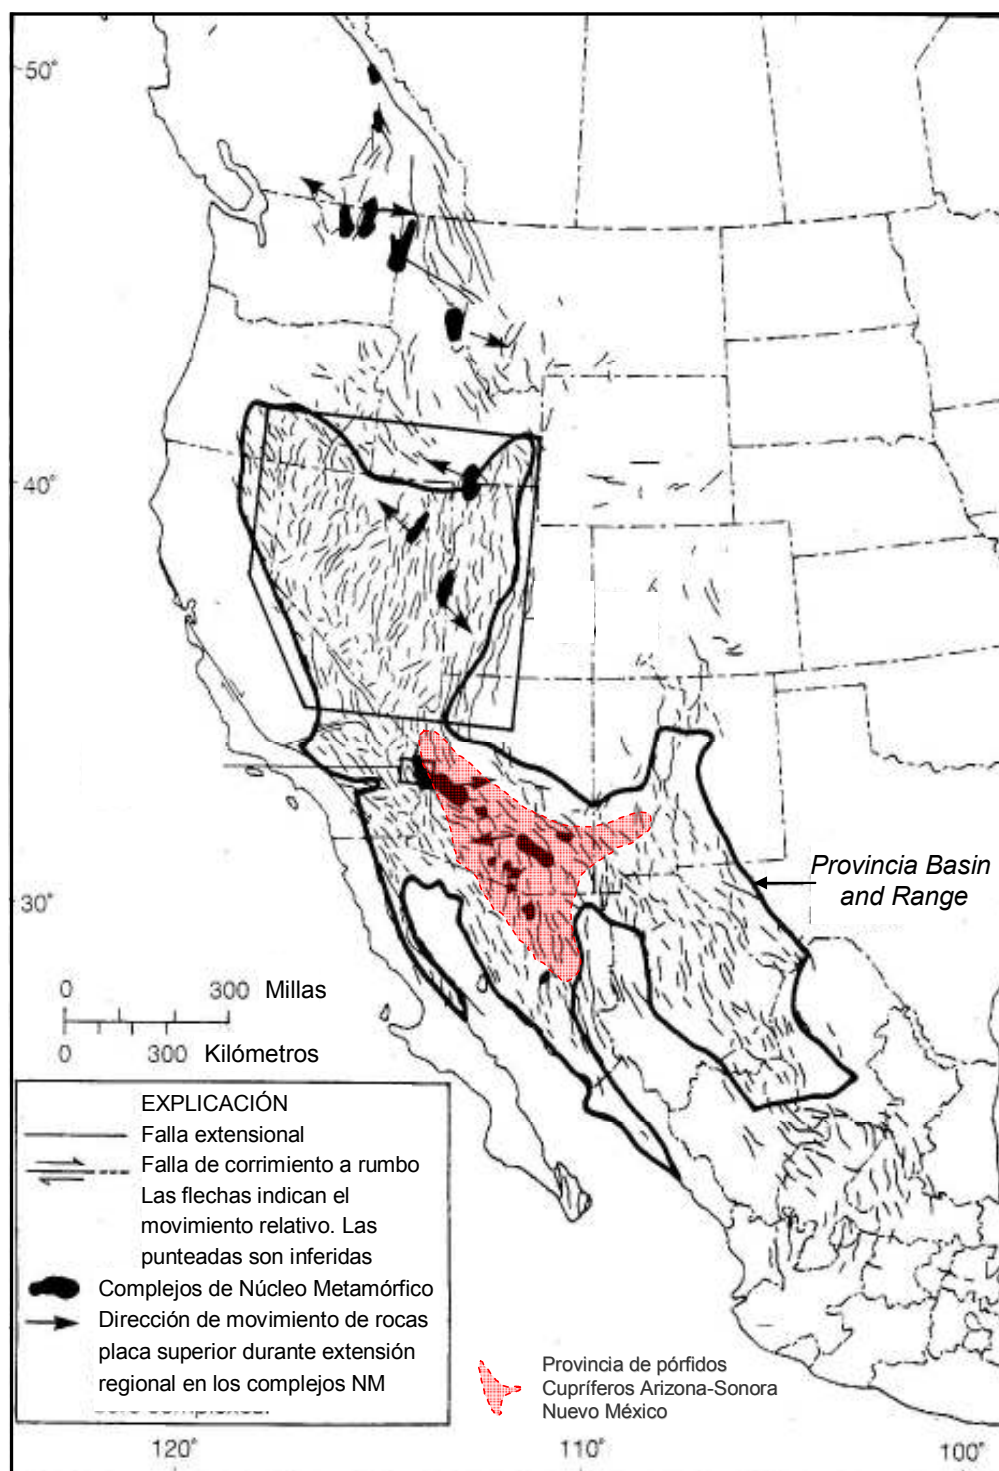 50°
40°
30°
Provincia Basin
and Range
0 300 Millas
0 300 Kilómetros
EXPLICACIÓN
Falla extensional
Falla de corrimiento a rumbo
Las flechas indican el
movimiento relativo. Las
punteadas son inferidas
Complejos de Núcleo Metamórfico
Dirección de movimiento de rocas
placa superior durante extensión
regional en los complejos NM
Provincia de pórfidos
Cupríferos Arizona-Sonora
Nuevo México
120° 110° 100°